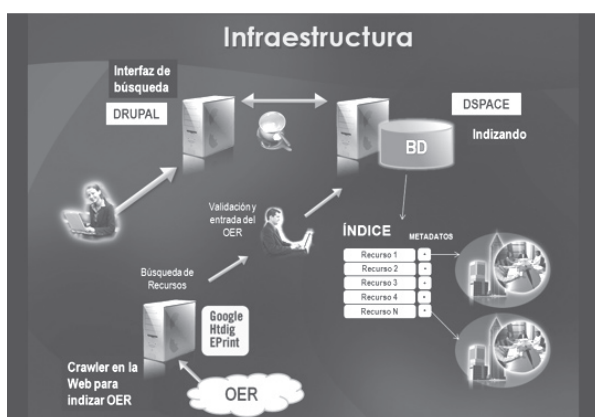 Infraestructura
Interfaz de
búsqueda
DRUPAL
DSPACE
Indizando
BD
Validación y
entrada del
OER
ÍNDICE
METADATOS
Recurso 1
Recurso 2
Recurso 3
Recurso 4
Recurso N
Búsqueda de
Recursos
Google
Htdig
EPrint
Crawler en la
Web para
indizar OER
OER